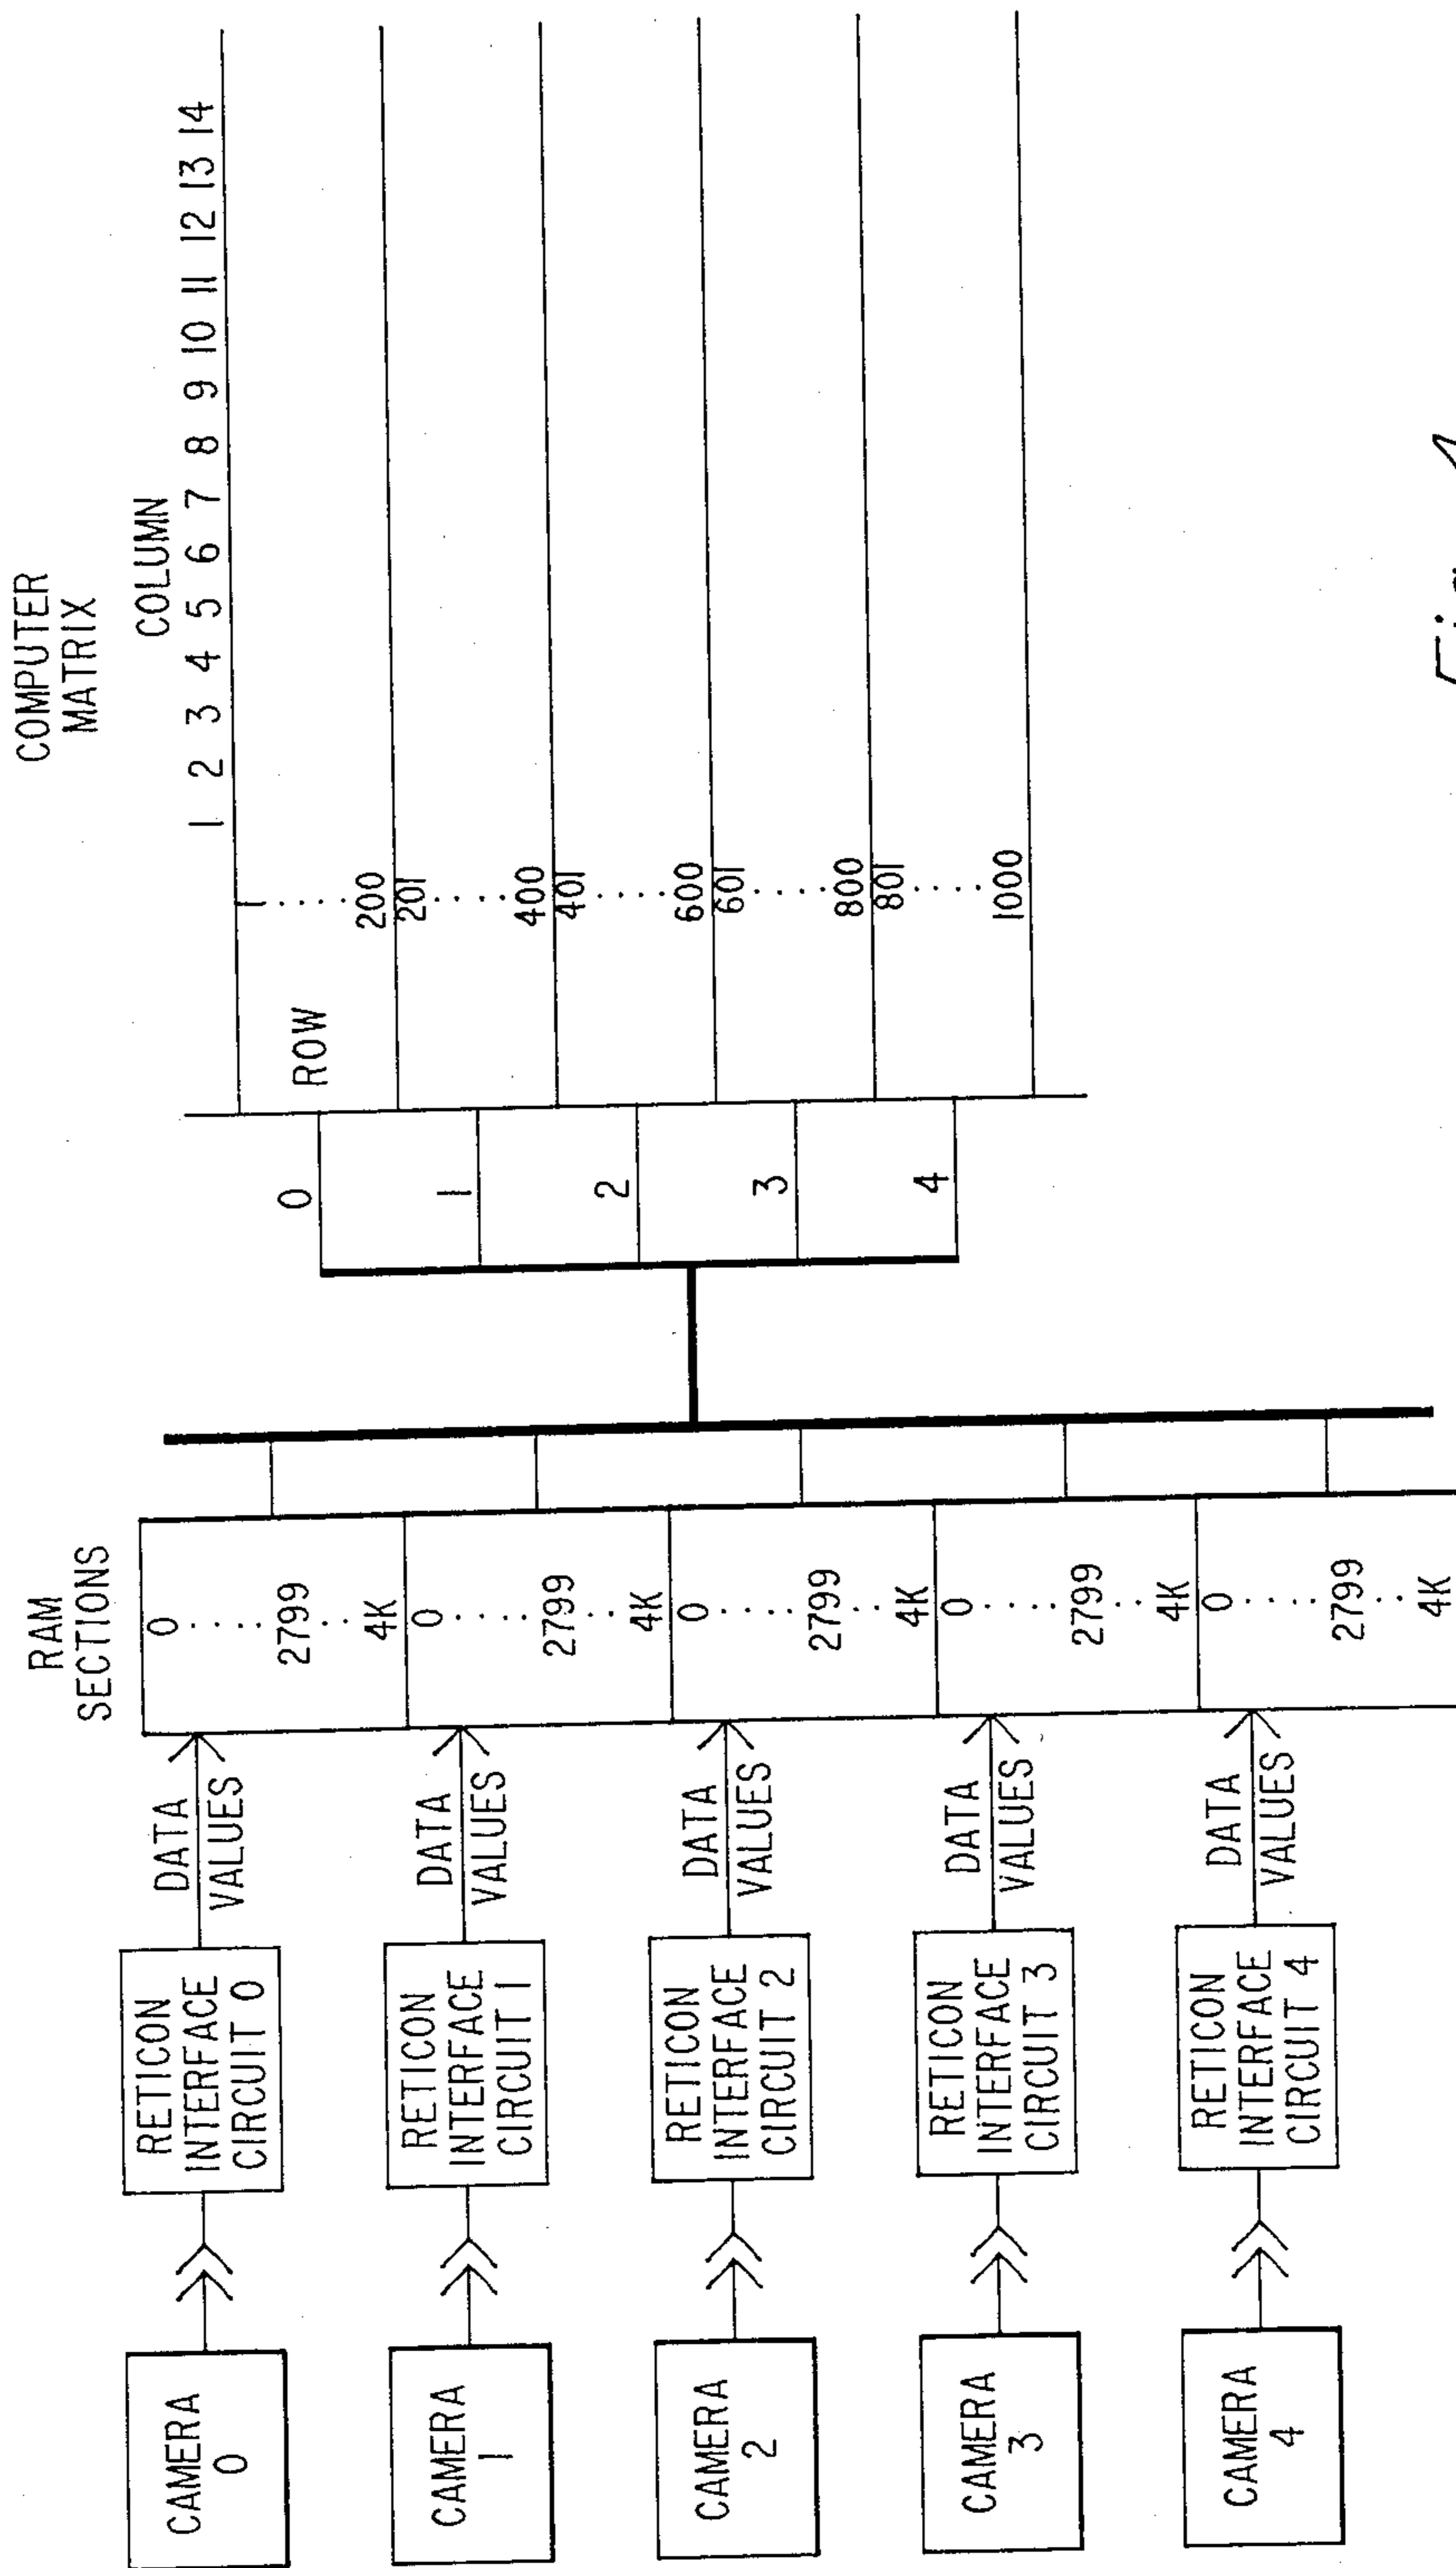 CAMERA
0
RETICON
INTERFACE
CIRCUIT 0
DATA
VALUES
CAMERA
1
RETICON
INTERFACE
CIRCUIT 1
DATA
VALUES
CAMERA
2
RETICON
INTERFACE
CIRCUIT 2
DATA
VALUES
CAMERA
3
RETICON
INTERFACE
CIRCUIT 3
DATA
VALUES
CAMERA
4
RETICON
INTERFACE
CIRCUIT 4
DATA
VALUES
RAM
SECTIONS
0
2799
4K
0
2799
4K
0
2799
4K
0
2799
4K
0
2799
4K
0
1
2
3
4
COMPUTER
MATRIX
COLUMN
1 2 3 4 5 6 7 8 9 10 11 12 13 14
ROW
1
200
201
400
401
600
601
800
801
1000